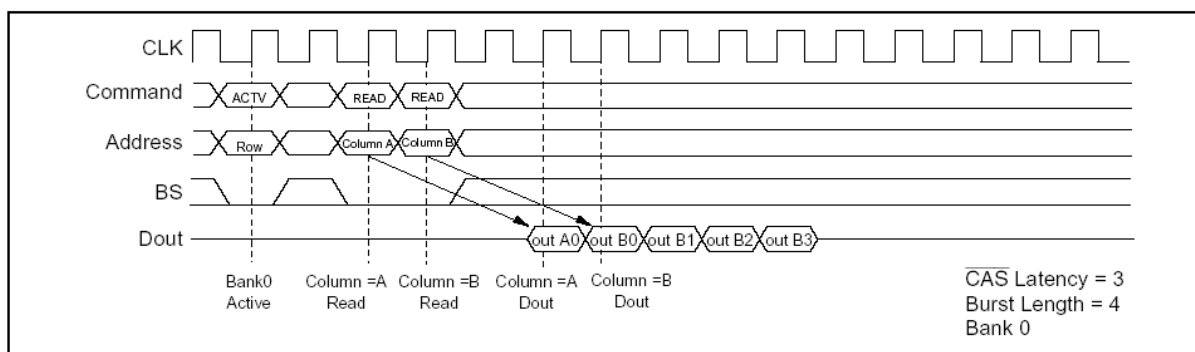 CLK
Command ACTV READ READ
Address Row Column A Column B
BS
Dout out A0 out B0 out B1 out B2 out B3
Bank0 Column =A Column =B Column =A Column =B
Active Read Read Dout Dout
CAS Latency = 3
Burst Length = 4
Bank 0